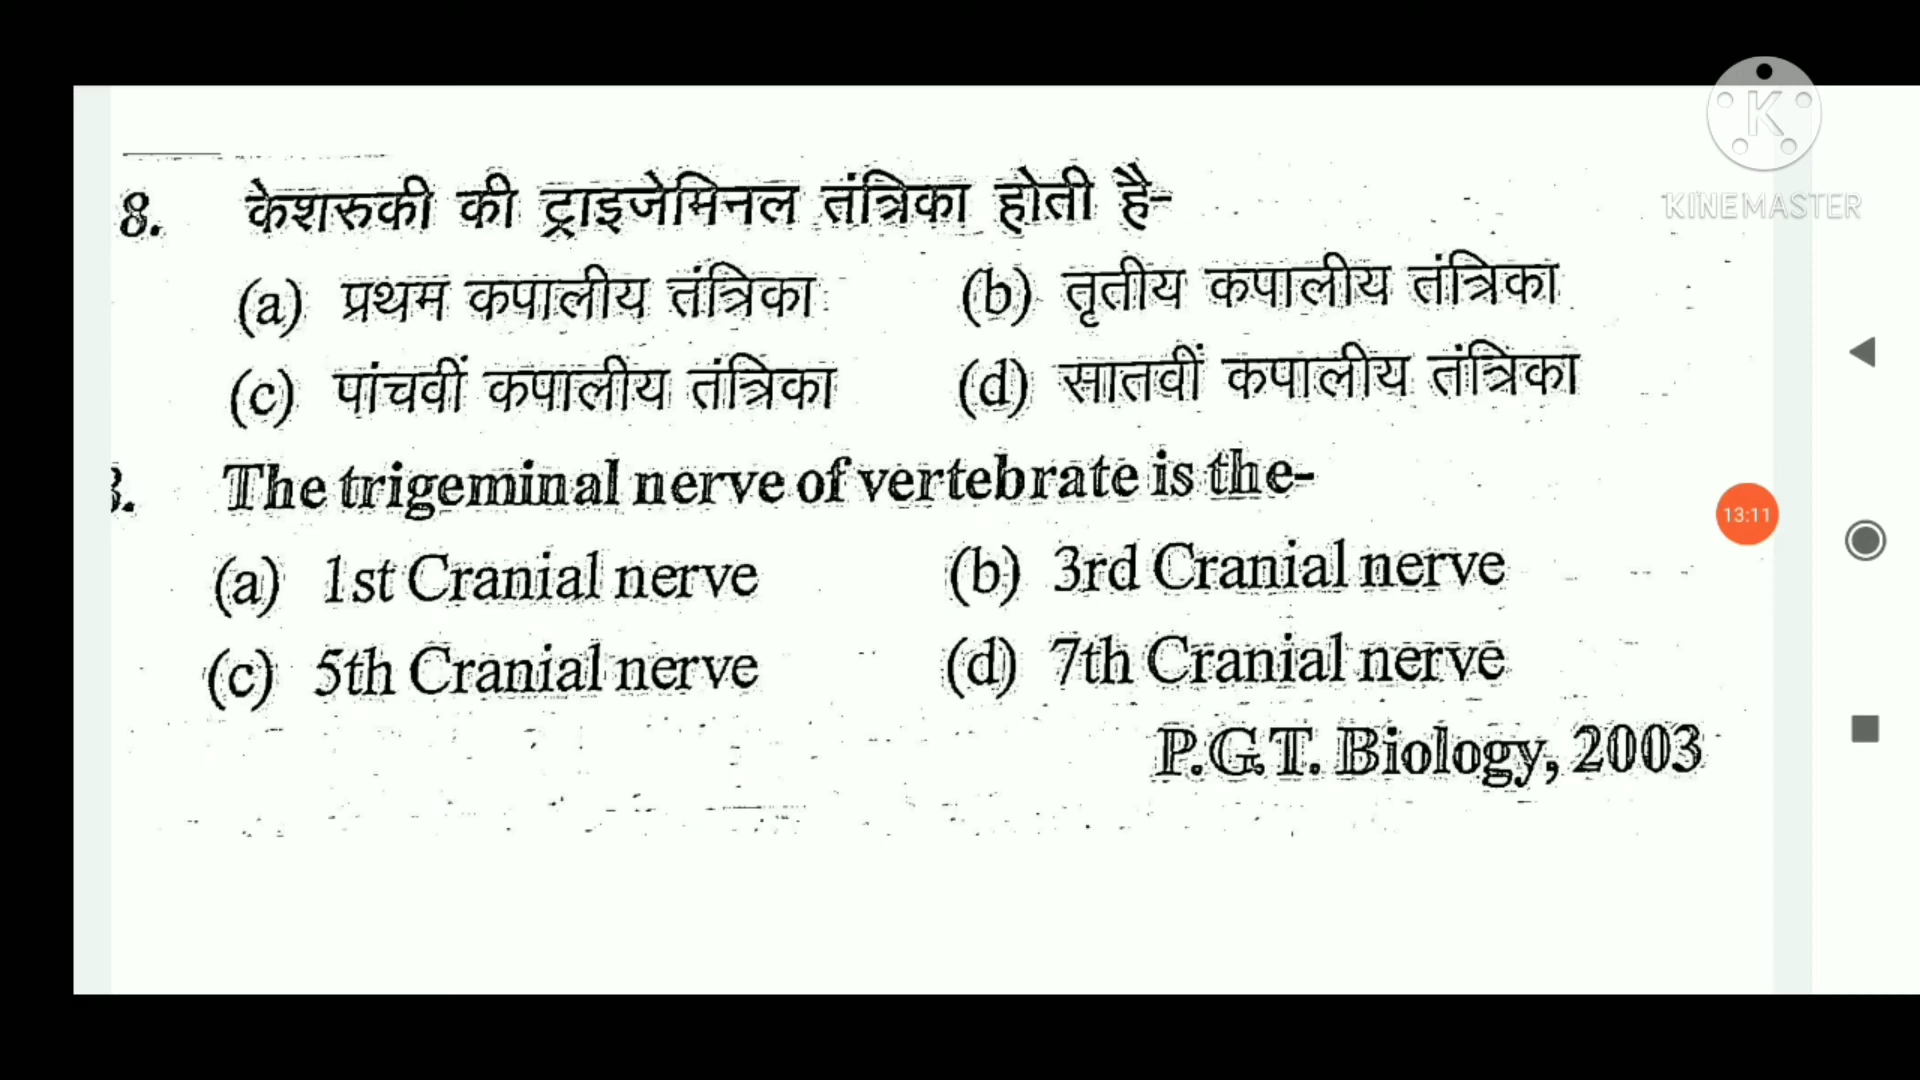 8. केशरुकी की ट्राइजेमिनल तंत्रिका होती है-
(a) प्रथम कपालीय तंत्रिका (b) तृतीय कपालीय तंत्रिका
(c) पांचवीं कपालीय तंत्रिका (d) सातवीं कपालीय तंत्रिका
8. The trigeminal nerve of vertebrate is the-
(a) 1st Cranial nerve (b) 3rd Cranial nerve
(c) 5th Cranial nerve (d) 7th Cranial nerve
P.G.T. Biology, 2003
K
KINEMASTER
13:11